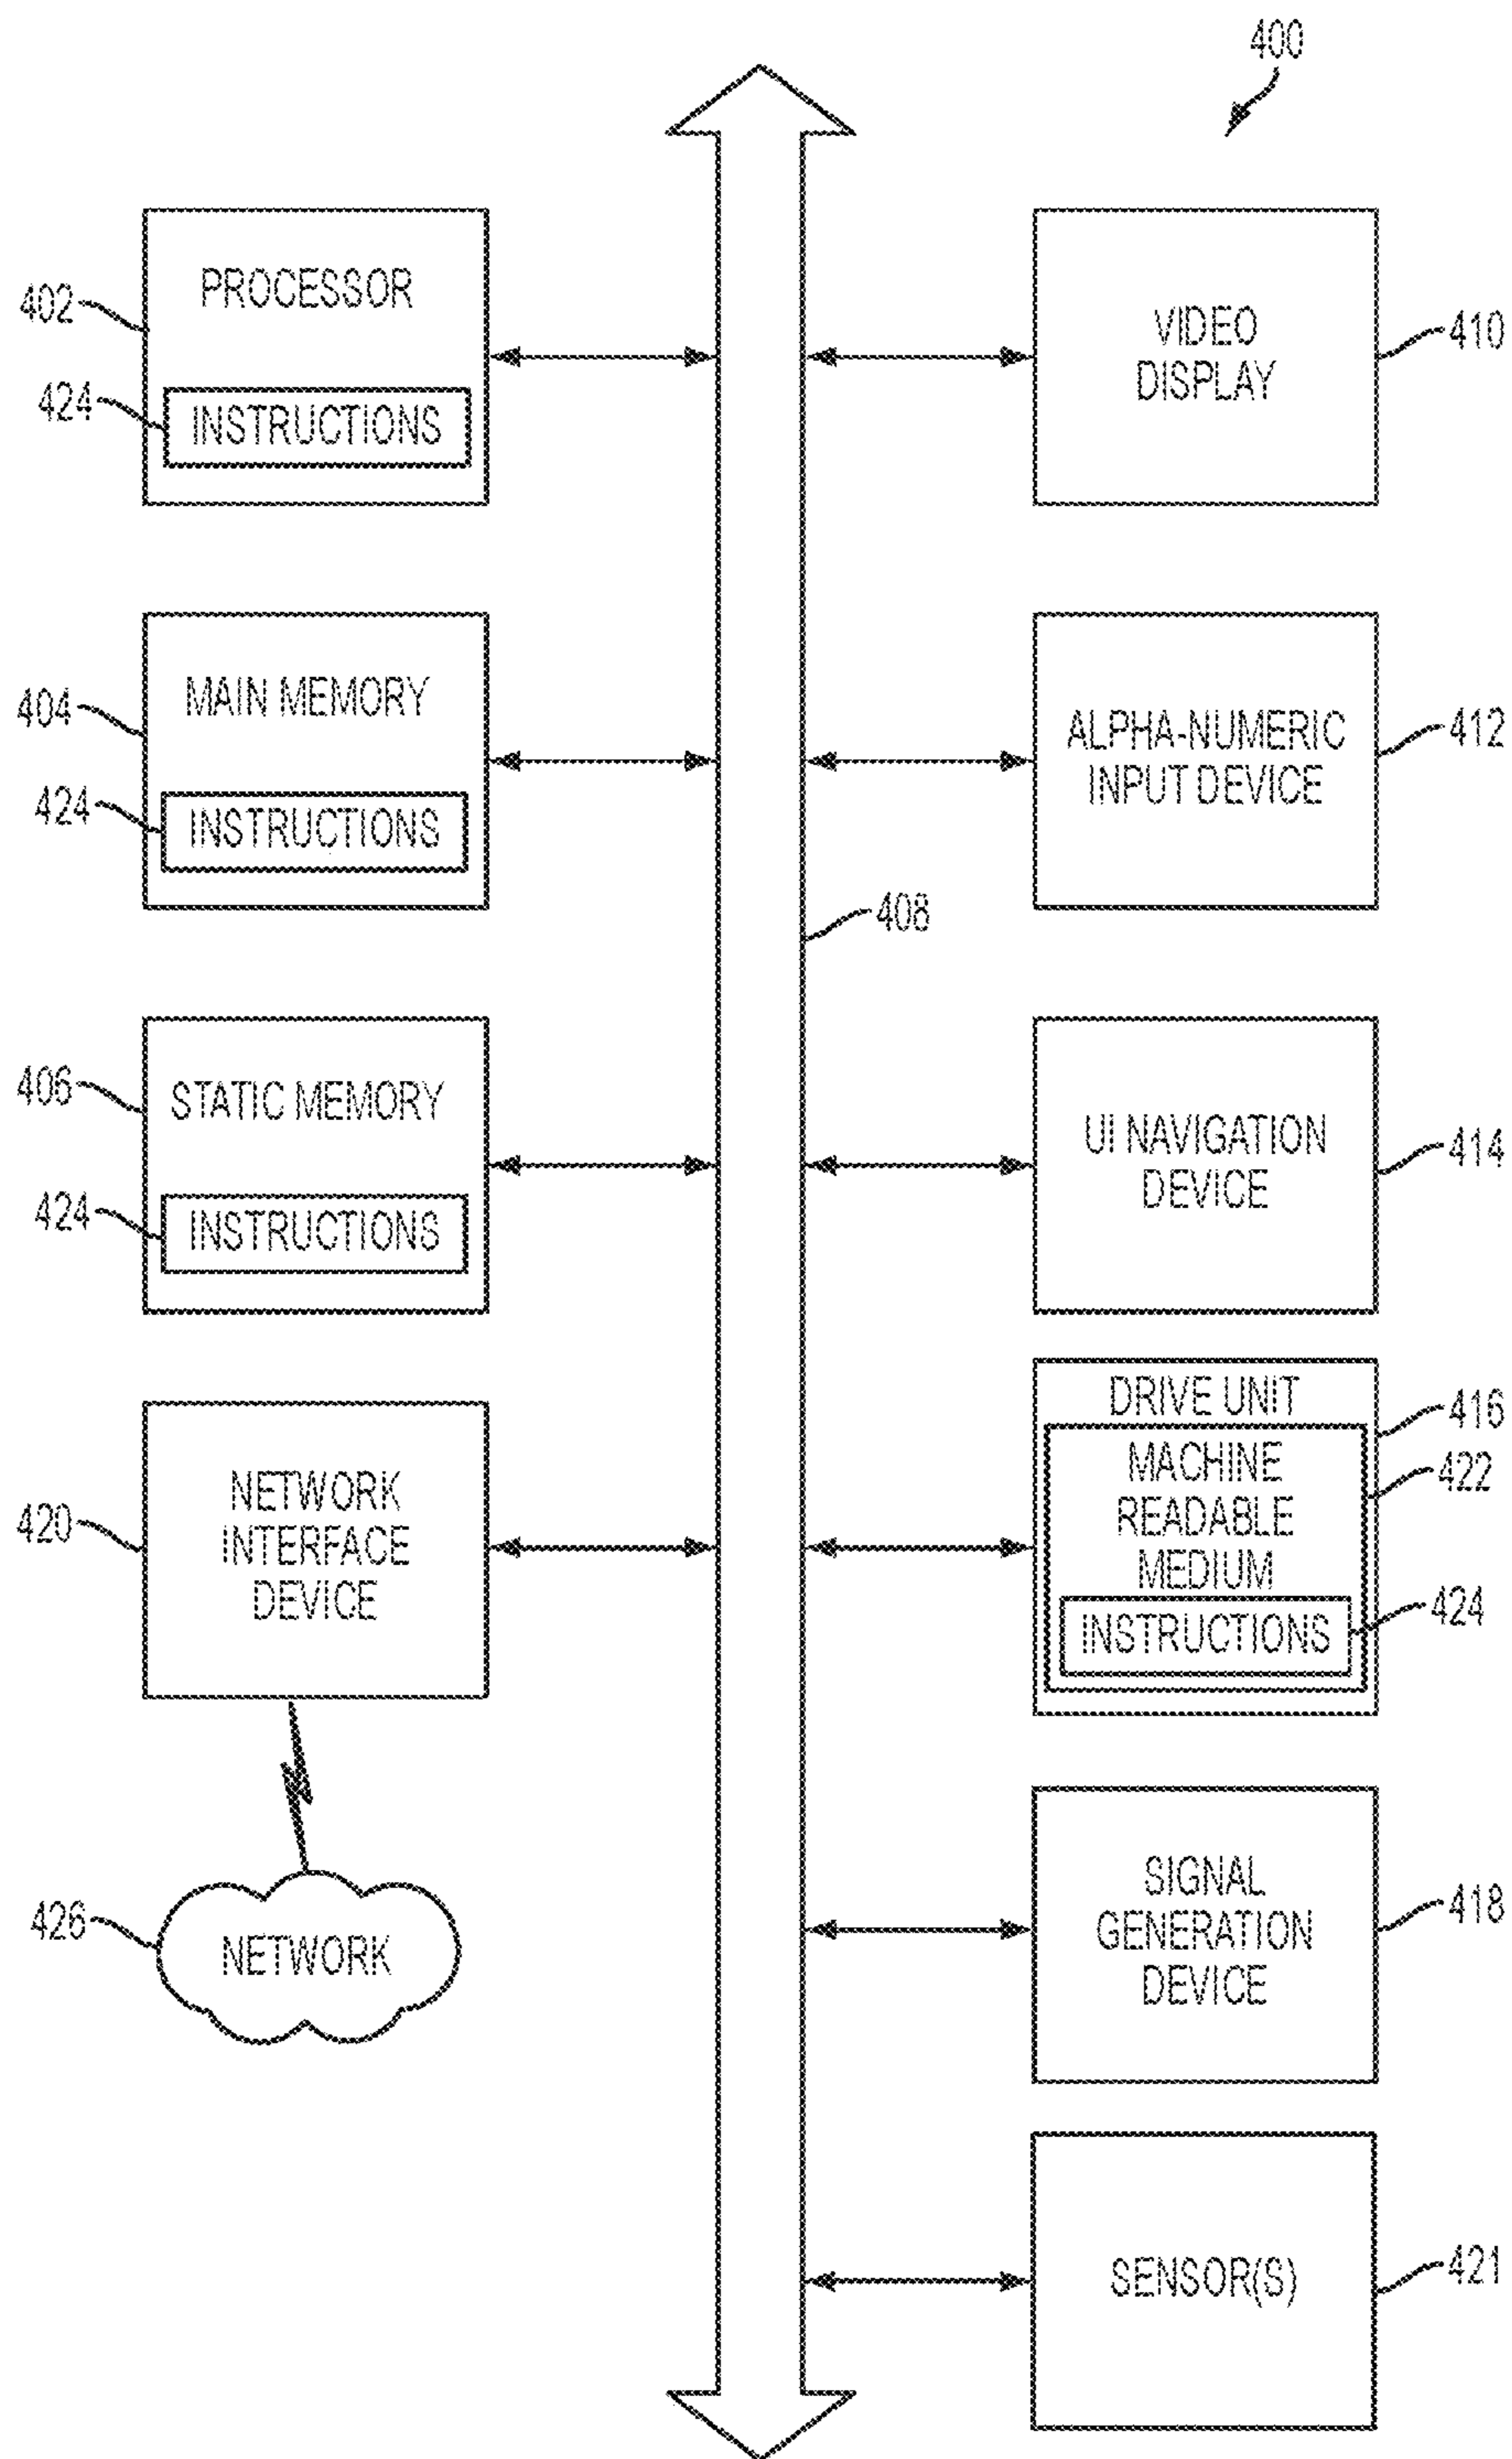 400
402
PROCESSOR
424
INSTRUCTIONS
VIDEO
DISPLAY
410
404
MAIN MEMORY
424
INSTRUCTIONS
ALPHA-NUMERIC
INPUT DEVICE
412
408
406
STATIC MEMORY
424
INSTRUCTIONS
UI NAVIGATION
DEVICE
414
420
NETWORK
INTERFACE
DEVICE
DRIVE UNIT
416
MACHINE
READABLE
MEDIUM
422
INSTRUCTIONS
424
426
NETWORK
SIGNAL
GENERATION
DEVICE
418
SENSOR(S)
421